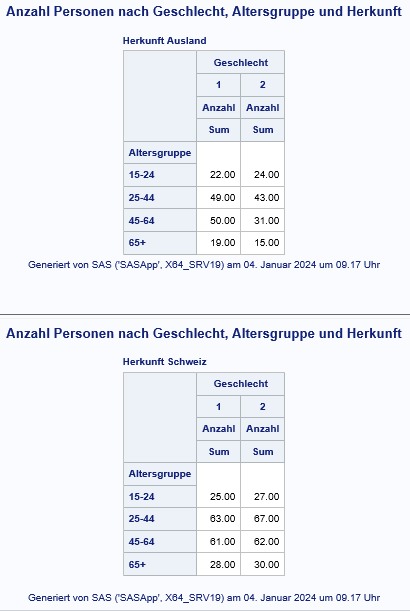 Anzahl Personen nach Geschlecht, Altersgruppe und Herkunft
Herkunft Ausland
Geschlecht
1 2
Anzahl Anzahl
Sum Sum
Altersgruppe
15-24 22.00 24.00
25-44 49.00 43.00
45-64 50.00 31.00
65+ 19.00 15.00
Generiert von SAS ('SASApp', X64_SRV19) am 04. Januar 2024 um 09.17 Uhr
Anzahl Personen nach Geschlecht, Altersgruppe und Herkunft
Herkunft Schweiz
Geschlecht
1 2
Anzahl Anzahl
Sum Sum
Altersgruppe
15-24 25.00 27.00
25-44 63.00 67.00
45-64 61.00 62.00
65+ 28.00 30.00
Generiert von SAS ('SASApp', X64_SRV19) am 04. Januar 2024 um 09.17 Uhr